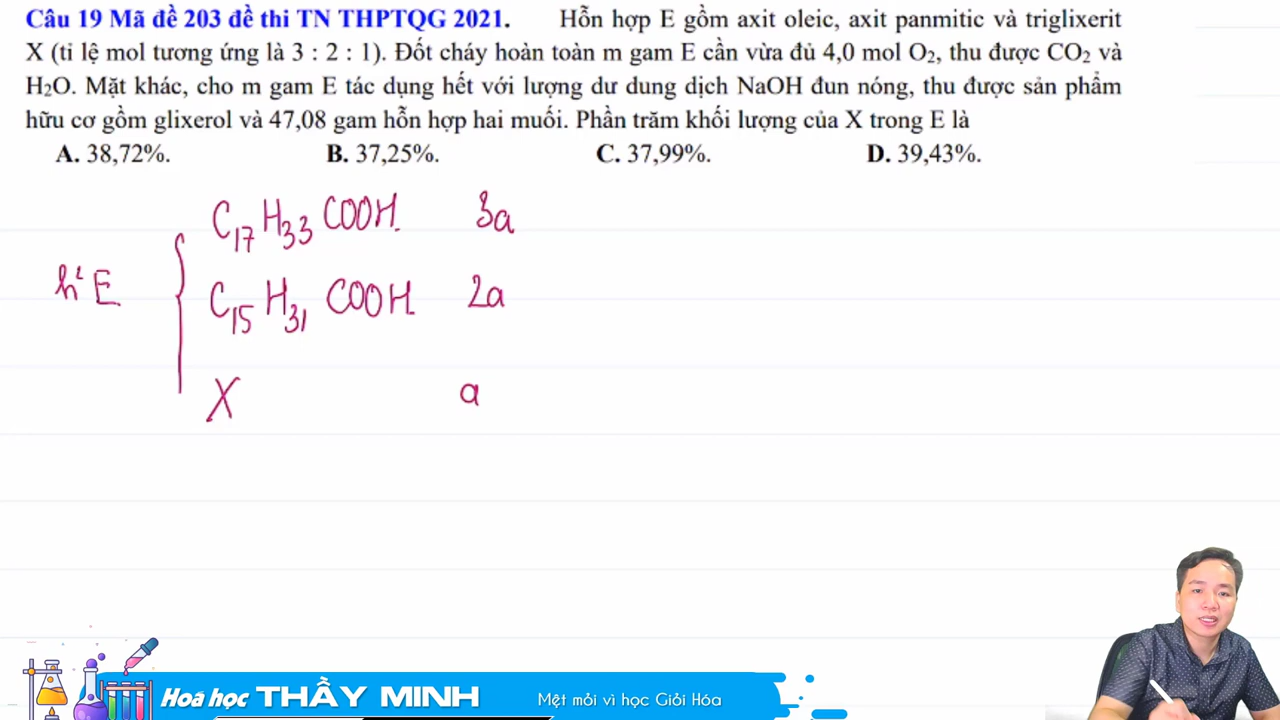 Câu 19 Mã đề 203 đề thi TN THPTQG 2021. Hỗn hợp E gồm axit oleic, axit panmitic và triglixerit
X (tỉ lệ mol tương ứng là 3 : 2 : 1). Đốt cháy hoàn toàn m gam E cần vừa đủ 4,0 mol O₂, thu được CO₂ và
H₂O. Mặt khác, cho m gam E tác dụng hết với lượng dư dung dịch NaOH đun nóng, thu được sản phẩm
hữu cơ gồm glixerol và 47,08 gam hỗn hợp hai muối. Phần trăm khối lượng của X trong E là
A. 38,72%. B. 37,25%. C. 37,99%. D. 39,43%.
C₁₇H₃₃COOH 3a
h² E
C₁₅H₃₁COOH 2a
X a
Hoá học THẦY MINH Mệt mỏi vì học Giỏi Hóa